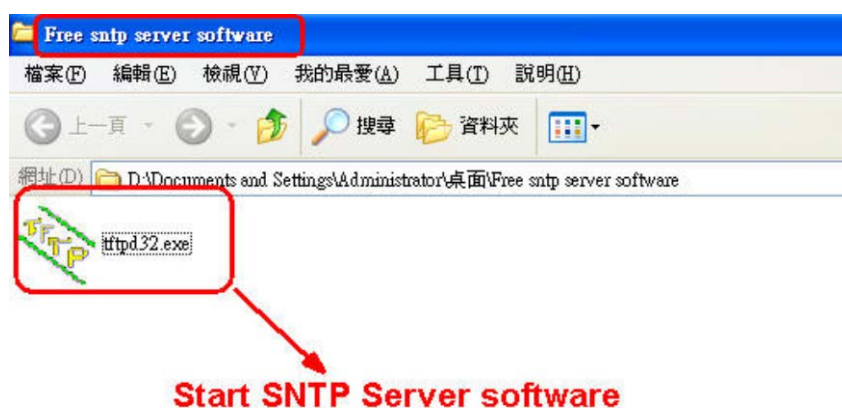 Free sntp server software
檔案(F) 編輯(E) 檢視(V) 我的最愛(A) 工具(T) 說明(H)
上一頁 搜尋 資料夾
網址(D) D:\Documents and Settings\Administrator\桌面\Free sntp server software
TFTP tftpd32.exe
Start SNTP Server software